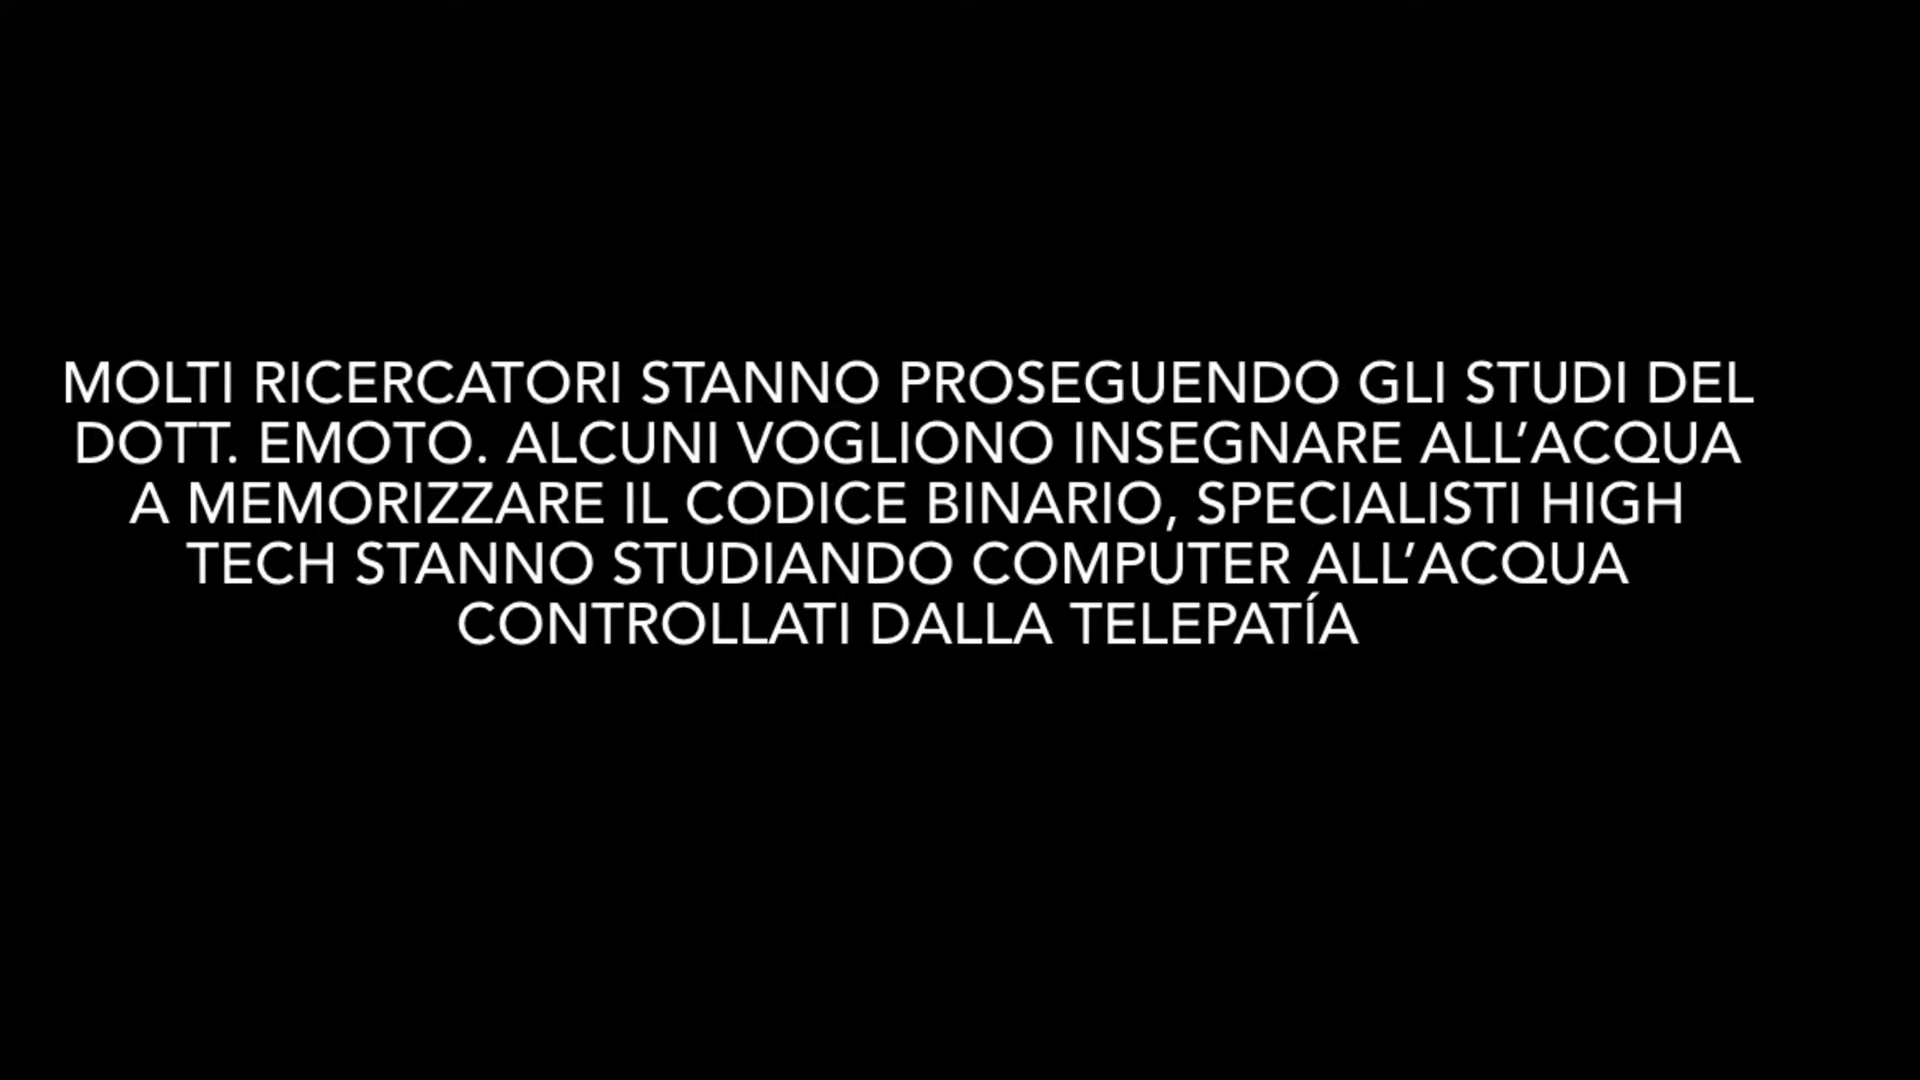 MOLTI RICERCATORI STANNO PROSEGUENDO GLI STUDI DEL
DOTT. EMOTO. ALCUNI VOGLIONO INSEGNARE ALL’ACQUA
A MEMORIZZARE IL CODICE BINARIO, SPECIALISTI HIGH
TECH STANNO STUDIANDO COMPUTER ALL’ACQUA
CONTROLLATI DALLA TELEPATÍA